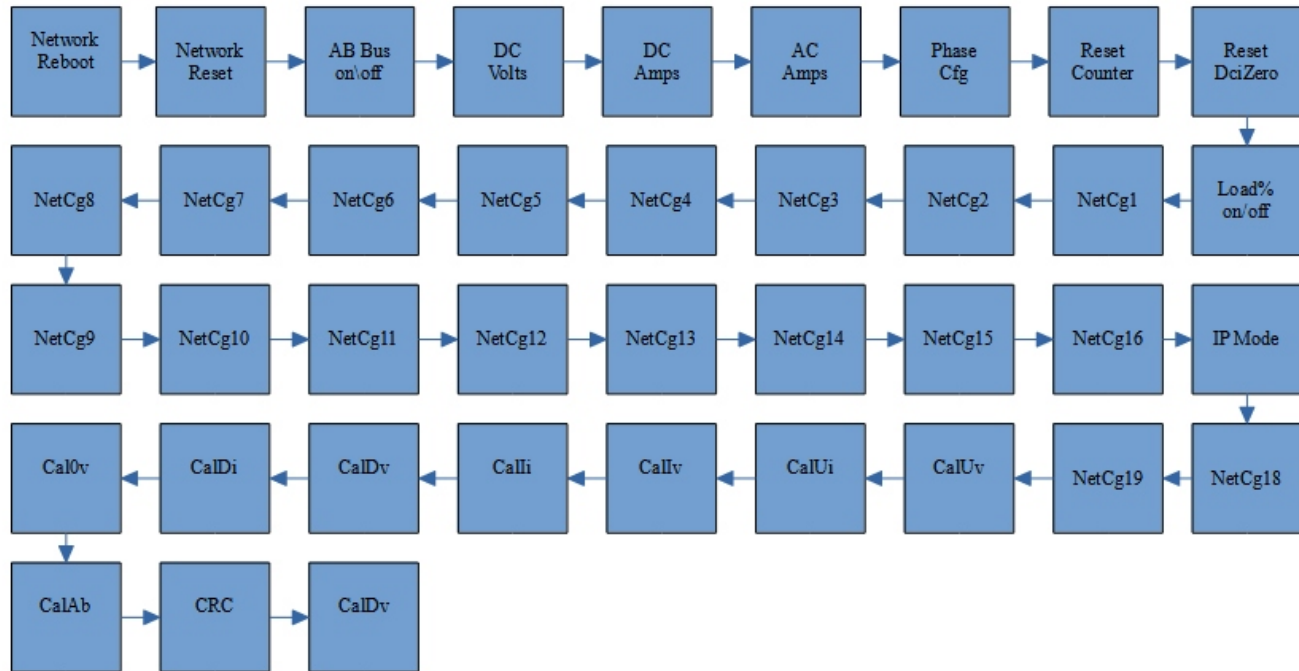 Network
Reboot
Network
Reset
AB Bus
on\off
DC
Volts
DC
Amps
AC
Amps
Phase
Cfg
Reset
Counter
Reset
DciZero
NetCg8
NetCg7
NetCg6
NetCg5
NetCg4
NetCg3
NetCg2
NetCg1
Load%
on/off
NetCg9
NetCg10
NetCg11
NetCg12
NetCg13
NetCg14
NetCg15
NetCg16
IP Mode
Cal0v
CalDi
CalDv
CalIi
CalIv
CalUi
CalUv
NetCg19
NetCg18
CalAb
CRC
CalDv